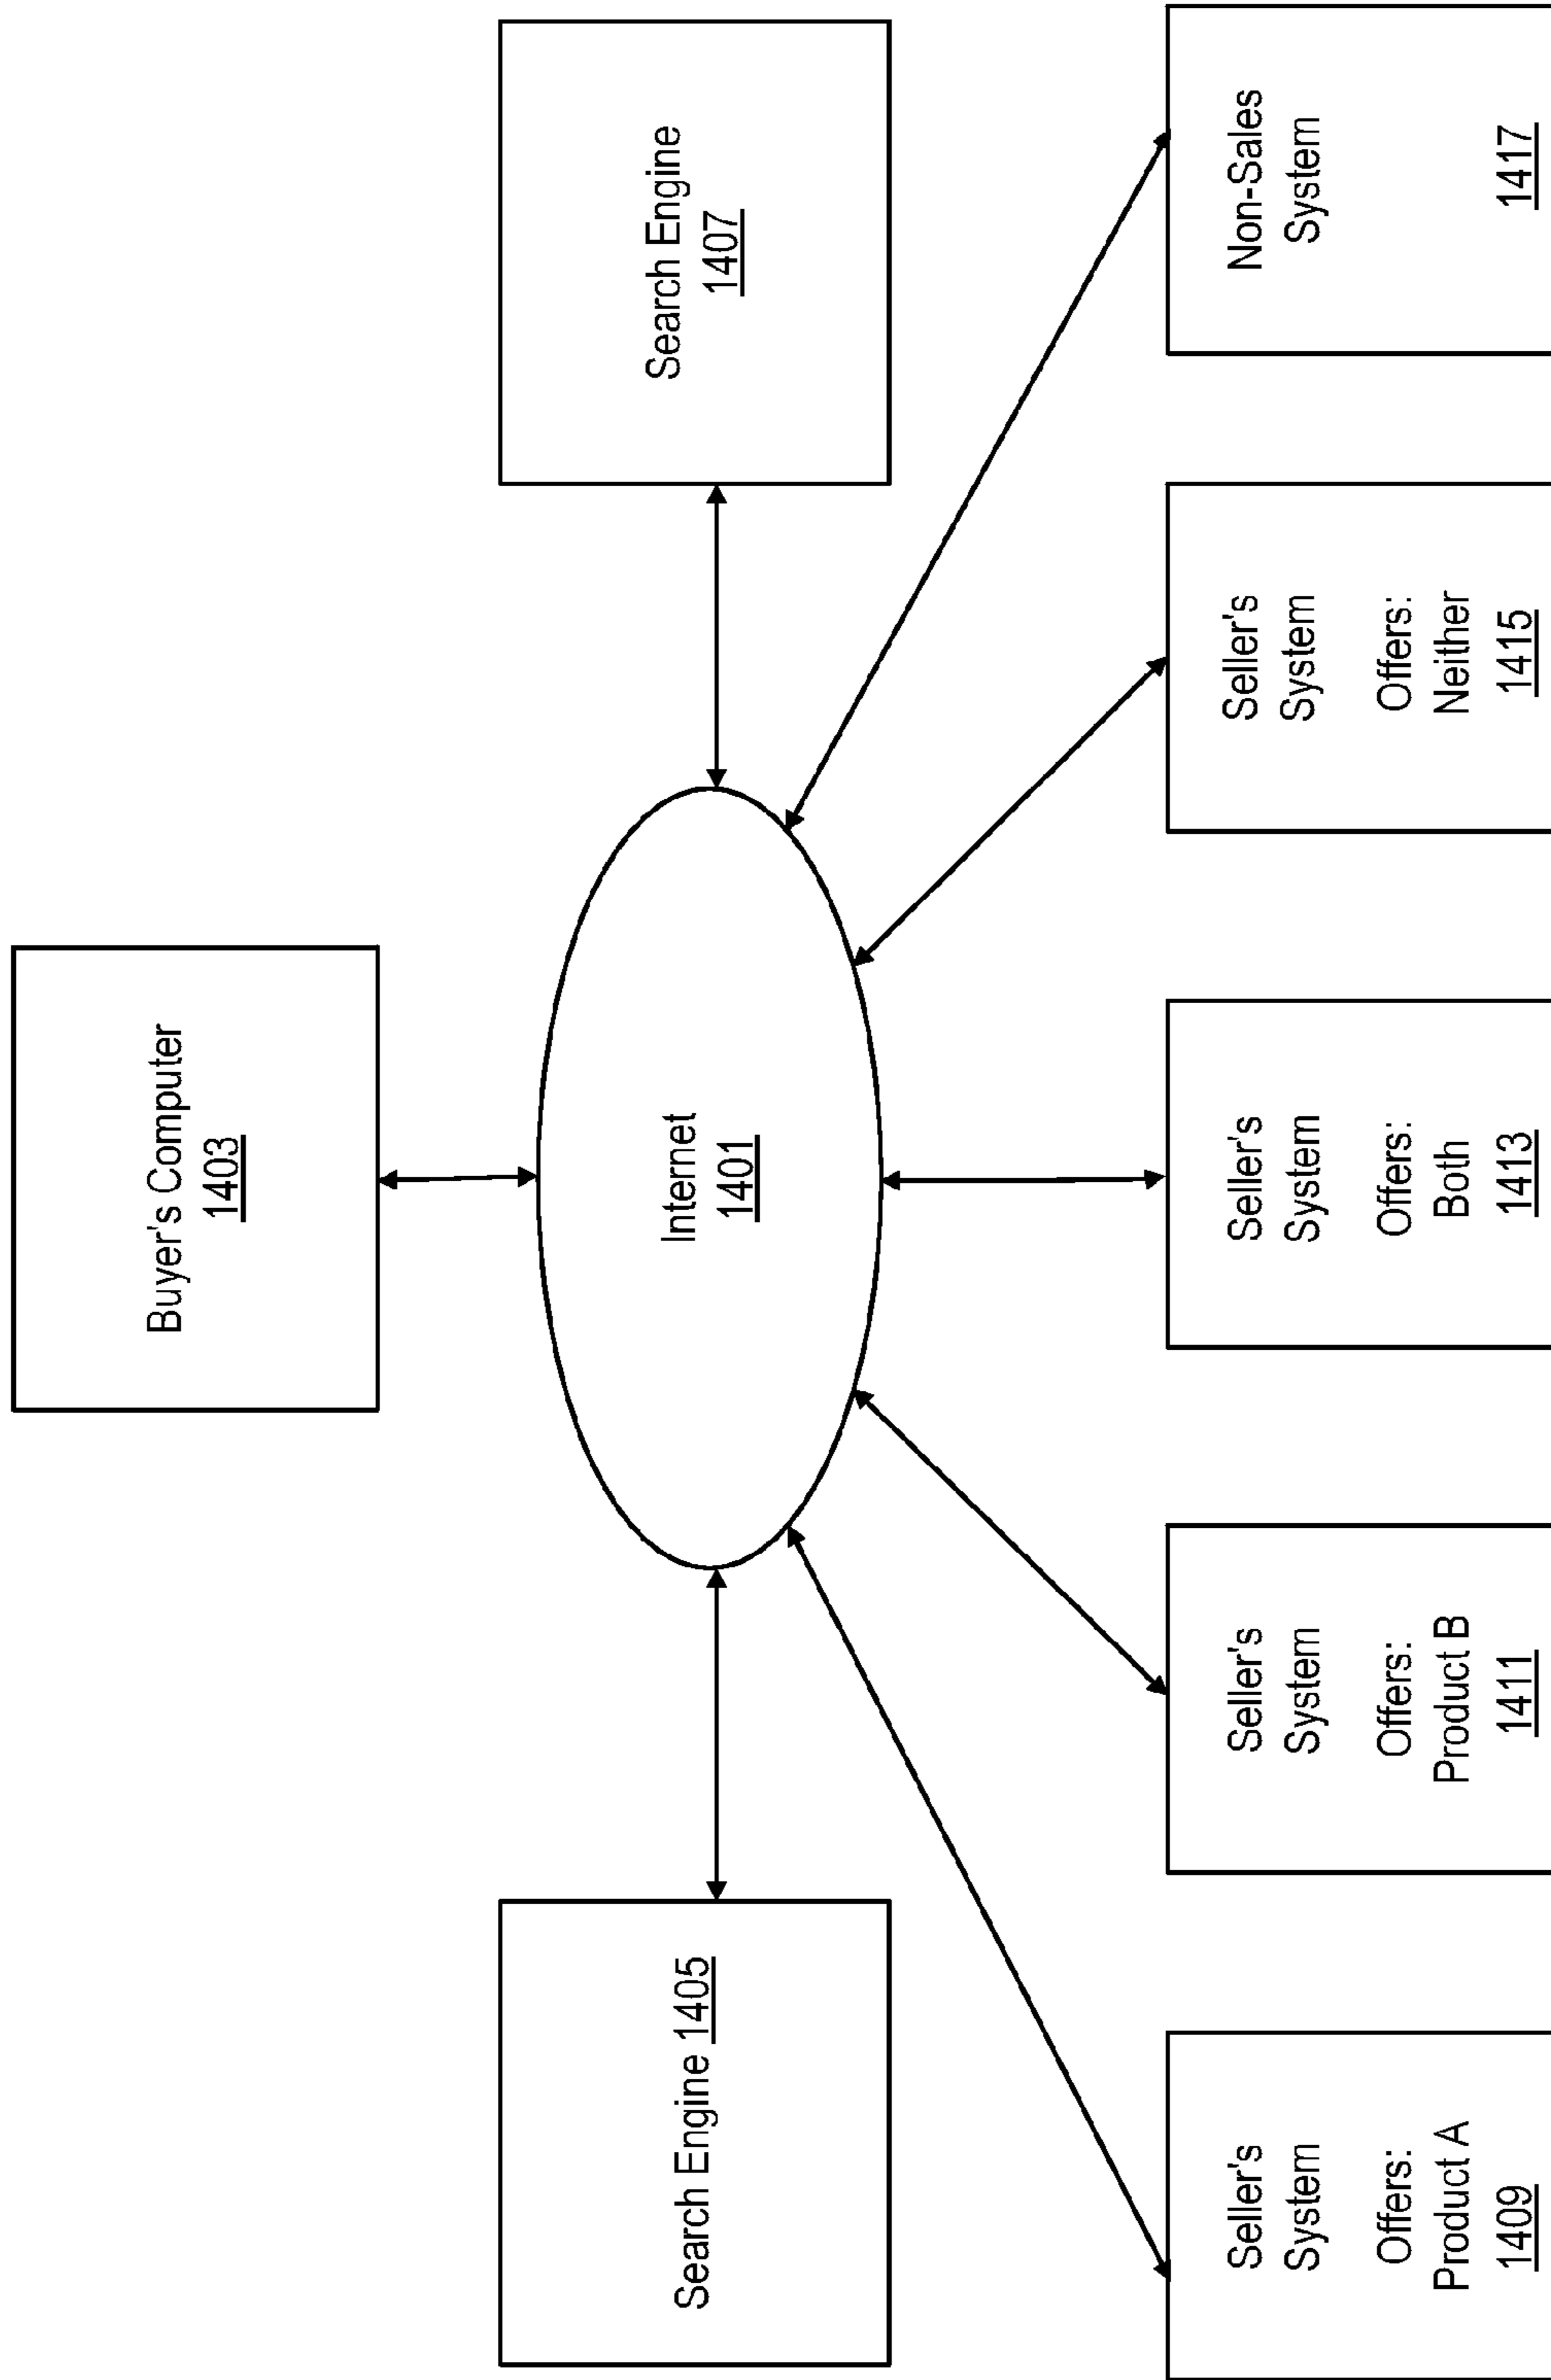 Buyer's Computer
1403
Search Engine 1405
Internet
1401
Search Engine
1407
Seller's
System
Offers:
Product A
1409
Seller's
System
Offers:
Product B
1411
Seller's
System
Offers:
Both
1413
Seller's
System
Offers:
Neither
1415
Non-Sales
System
1417